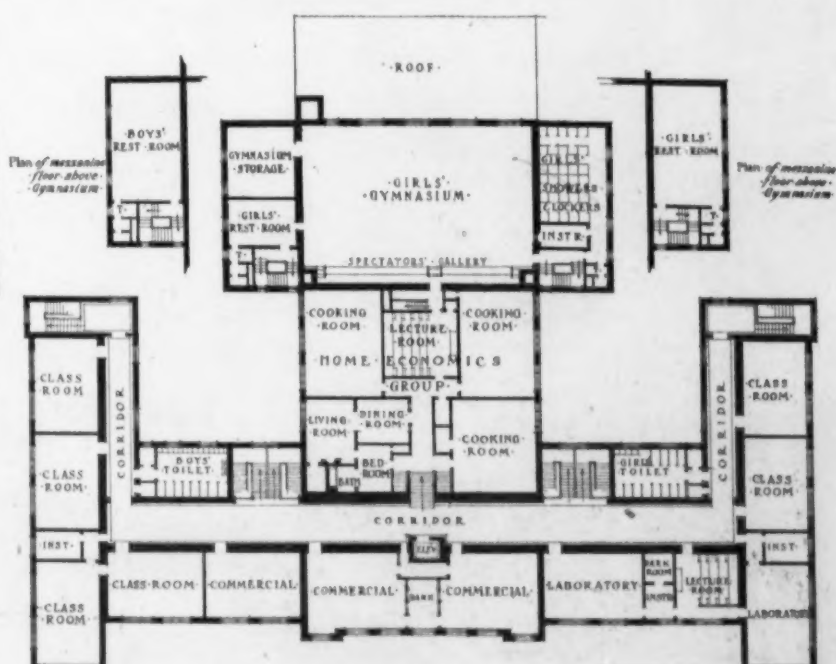 ·ROOF·
·BOYS'·
REST·ROOM·
Plan of mezzanine
floor above
Gymnasium
·T·
GYMNASIUM
·STORAGE·
·GIRLS'·
·REST·ROOM·
·T·
·GIRLS'·
·GYMNASIUM·
SPECTATORS'·GALLERY
·GIRLS'·
SHOWERS
LOCKERS
INSTR
·GIRLS'·
REST·ROOM·
·T·
Plan of mezzanine
floor above
Gymnasium
COOKING
·ROOM·
LECTURE
·ROOM·
COOKING
·ROOM·
HOME ECONOMICS
·GROUP·
LIVING
·ROOM·
DINING
·ROOM·
BED
ROOM
BATH
COOKING
·ROOM·
·CLASS·
ROOM·
CORRIDOR
·BOYS'·
TOILET·
·CLASS·
ROOM
·INST·
·CLASS·
ROOM
·CORRIDOR·
ELEV
CLASS·ROOM·
COMMERCIAL·
·COMMERCIAL·
BANK
·COMMERCIAL·
LABORATORY
DARK
ROOM
INSTR
LECTURE
ROOM
GIRLS'
TOILET
CORRIDOR
·CLASS·
ROOM·
·CLASS
ROOM·
·INST·
LABORATORY